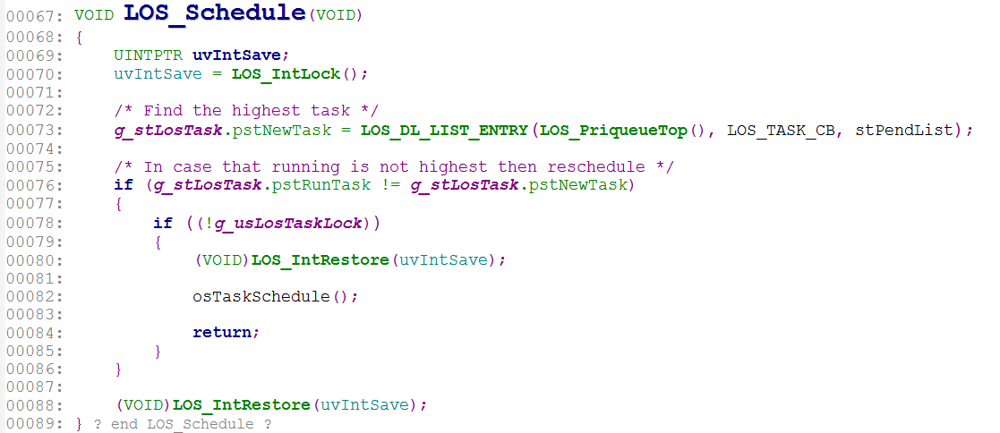 00067: VOID LOS_Schedule(VOID)
00068: {
00069:     UINTPTR uvIntSave;
00070:     uvIntSave = LOS_IntLock();
00071:
00072:     /* Find the highest task */
00073:     g_stLosTask.pstNewTask = LOS_DL_LIST_ENTRY(LOS_PriqueueTop(), LOS_TASK_CB, stPendList);
00074:
00075:     /* In case that running is not highest then reschedule */
00076:     if (g_stLosTask.pstRunTask != g_stLosTask.pstNewTask)
00077:     {
00078:         if ((!g_usLosTaskLock))
00079:         {
00080:             (VOID)LOS_IntRestore(uvIntSave);
00081:
00082:             osTaskSchedule();
00083:
00084:             return;
00085:         }
00086:     }
00087:
00088:     (VOID)LOS_IntRestore(uvIntSave);
00089: } ? end LOS_Schedule ?